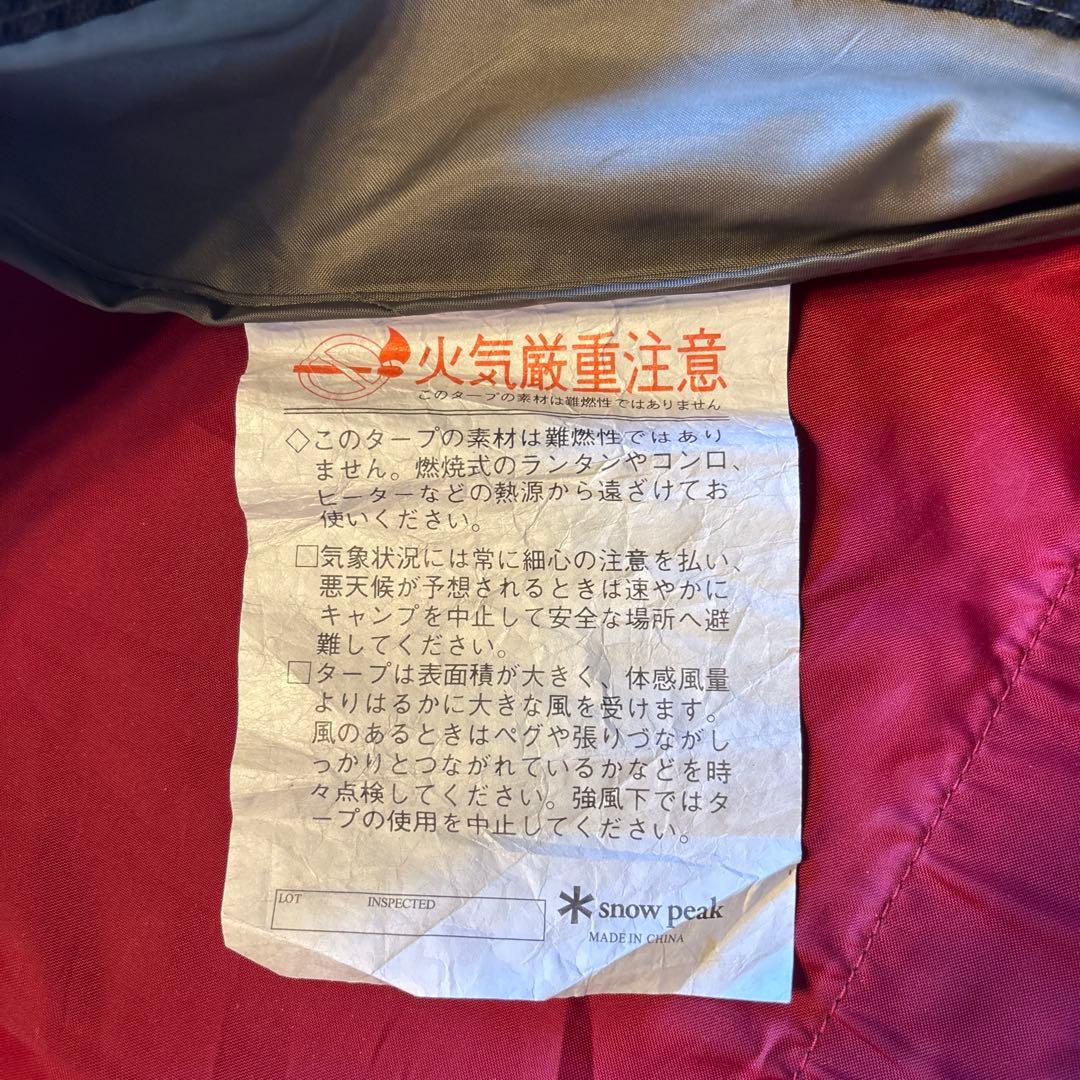 火気厳重注意
このタープの素材は難燃性ではありません
◇このタープの素材は難燃性ではあり
ません。燃焼式のランタンやコンロ、
ヒーターなどの熱源から遠ざけてお
使いください。
□気象状況には常に細心の注意を払い、
悪天候が予想されるときは速やかに
キャンプを中止して安全な場所へ避
難してください。
□タープは表面積が大きく、体感風量
よりはるかに大きな風を受けます。
風のあるときはペグや張りづながし
っかりとつながれているかなどを時
々点検してください。強風下ではタ
ープの使用を中止してください。
LOT INSPECTED
snow peak
MADE IN CHINA